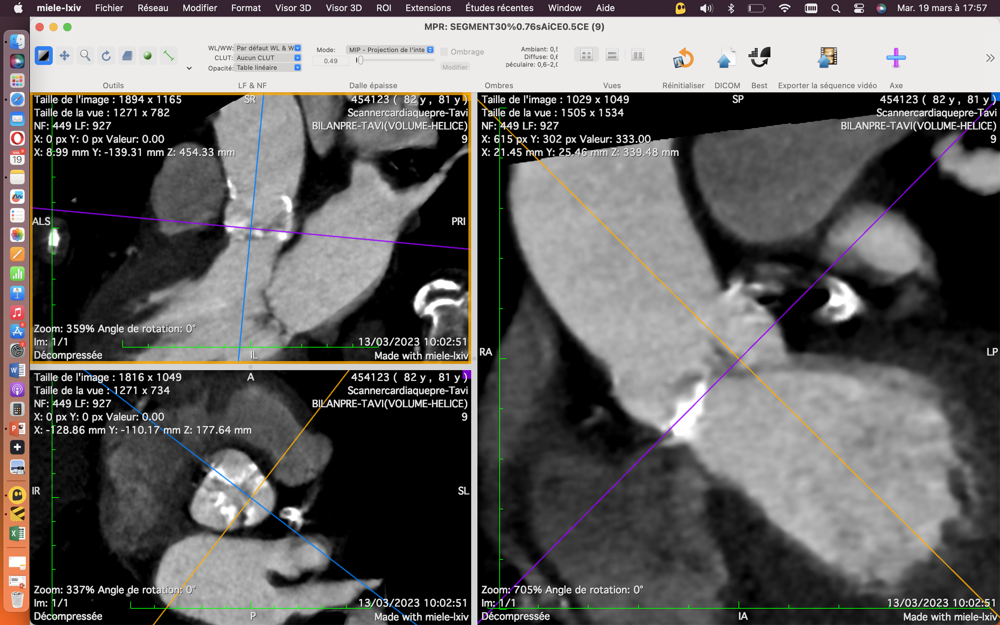 miele-lxiv Fichier Réseau Modifier Format Visor 3D Visor 3D ROI Extensions Études récentes Window Aide Mar. 19 mars à 17:57
MPR: SEGMENT30%0.76sAiCE0.5CE (9)
WL/WW: Par défaut WL & W
CLUT: Aucun CLUT
Opacité: Table linéaire
Mode: MIP - Projection de l'inte
0.49
Ombrage
Modifier
Ambiant: 0,5
Diffuse: 0,6
péculaire: 0,6-2,0
Outils LF & NF Dalle épaisse Ombres Vues Réinitialiser DICOM Best Exporter la séquence vidéo Axe
MAR.
19
9
6
2
Taille de l'image : 1894 x 1165
Taille de la vue : 1271 x 782
NF: 449 LF: 927
X: 0 px Y: 0 px Valeur: 0.00
X: 8.99 mm Y: -139.31 mm Z: 454.33 mm
SR
454123 ( 82 y , 81 y )
Scannercardiaquepre-Tavi
BILANPRE-TAVI(VOLUME-HELICE)
9
ALS
PRI
Zoom: 359% Angle de rotation: 0°
Im: 1/1
Décompressée
IL
13/03/2023 10:02:51
Made with miele-lxiv
Taille de l'image : 1816 x 1049
Taille de la vue : 1271 x 734
NF: 449 LF: 927
X: 0 px Y: 0 px Valeur: 0.00
X: -128.86 mm Y: -110.17 mm Z: 177.64 mm
A
454123 ( 82 y , 81 y )
Scannercardiaquepre-Tavi
BILANPRE-TAVI(VOLUME-HELICE)
9
IR
SL
Zoom: 337% Angle de rotation: 0°
Im: 1/1
Décompressée
P
13/03/2023 10:02:51
Made with miele-lxiv
Taille de l'image : 1029 x 1049
Taille de la vue : 1505 x 1534
NF: 449 LF: 927
X: 615 px Y: 302 px Valeur: 333.00
X: 21.45 mm Y: 25.46 mm Z: 339.48 mm
SP
454123 ( 82 y , 81 y )
Scannercardiaquepre-Tavi
BILANPRE-TAVI(VOLUME-HELICE)
9
RA
LP
Zoom: 705% Angle de rotation: 0°
Im: 1/1
Décompressée
IA
13/03/2023 10:02:51
Made with miele-lxiv